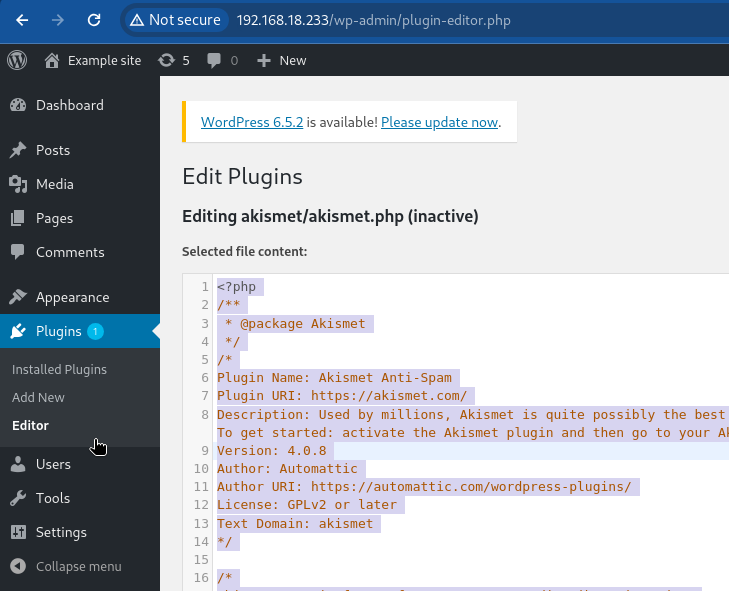 Not secure 192.168.18.233/wp-admin/plugin-editor.php
Example site 5 0 New
Dashboard
Posts
Media
Pages
Comments
Appearance
Plugins 1
Installed Plugins
Add New
Editor
Users
Tools
Settings
Collapse menu
WordPress 6.5.2 is available! Please update now.
Edit Plugins
Editing akismet/akismet.php (inactive)
Selected file content:
1 <?php
2 /**
3 * @package Akismet
4 */
5 /*
6 Plugin Name: Akismet Anti-Spam
7 Plugin URI: https://akismet.com/
8 Description: Used by millions, Akismet is quite possibly the best
To get started: activate the Akismet plugin and then go to your
9 Version: 4.0.8
10 Author: Automattic
11 Author URI: https://automattic.com/wordpress-plugins/
12 License: GPLv2 or later
13 Text Domain: akismet
14 */
15
16 /*